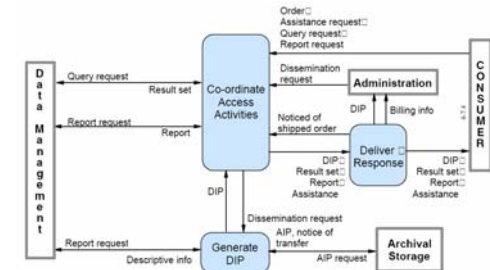 Order□
Assistance request□
Query request□
Report request
Data Management
Query request
Result set
Co-ordinate
Access
Activities
Dissemination
request
Administration
CONSUMER
DIP
Billing info
Report request
Report
Noticed of
shipped order
Deliver □
Response
DIP□
Result set□
Report□
Assistance
DIP□
Result set□
Report□
Assistance
DIP
Dissemination request
AIP, notice of
transfer
Report request
Descriptive info
Generate
DIP
AIP request
Archival
Storage